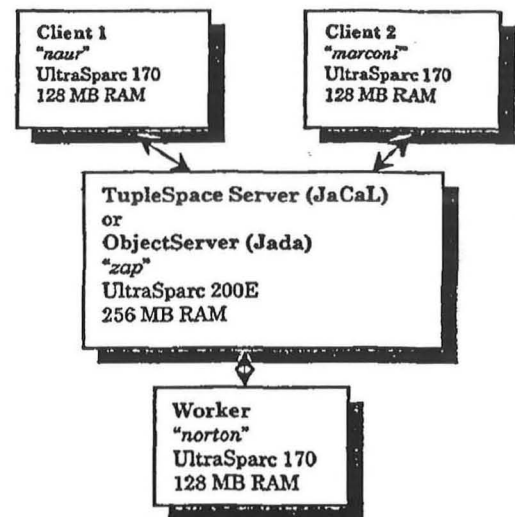 Client 1
"naur"
UltraSparc 170
128 MB RAM
Client 2
"marconi"
UltraSparc 170
128 MB RAM
TupleSpace Server (JaCaL)
or
ObjectServer (Jada)
"zap"
UltraSparc 200E
256 MB RAM
Worker
"norton"
UltraSparc 170
128 MB RAM